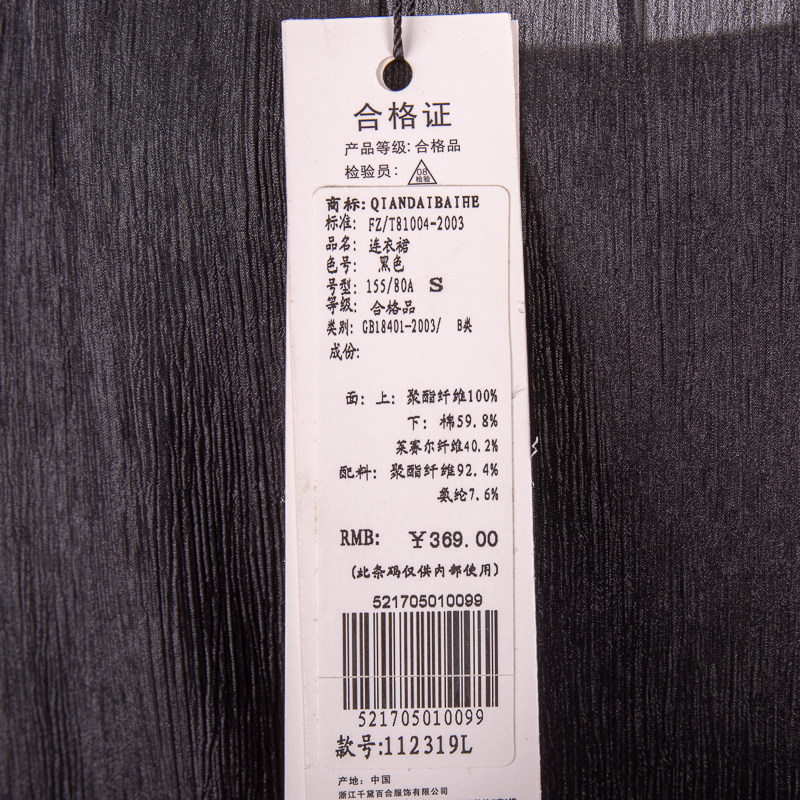 合格证
产品等级:合格品
检验员:
08
检验
商标:QIANDAIBAIHE
标准: FZ/T81004-2003
品名: 连衣裙
色号: 黑色
号型: 155/80A S
等级: 合格品
类别: GB18401-2003/ B类
成份:
面: 上: 聚酯纤维100%
下: 棉59.8%
莱赛尔纤维40.2%
配料: 聚酯纤维92.4%
氨纶7.6%
RMB: ¥369.00
(此条码仅供内部使用)
521705010099
521705010099
款号:112319L
产地: 中国
浙江千黛百合服饰有限公司